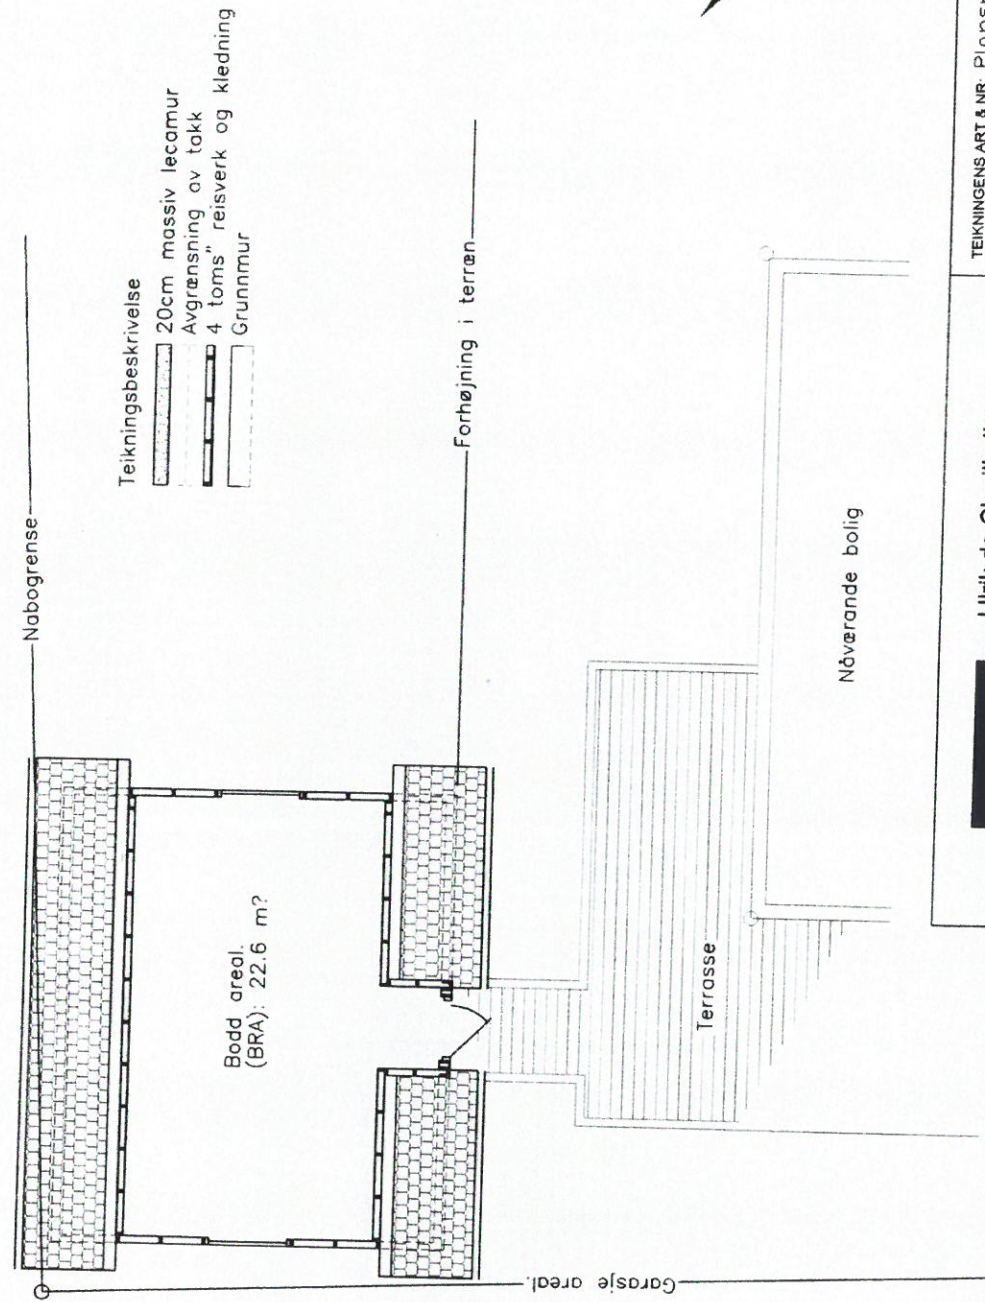 Nabogrense
Teikningsbeskrivelse
20cm massiv lecamur
Avgrensning av takk
4 toms" reisverk og kledning
Grunnmur
Forhøjning i terræn
Bodd areal.
(BRA): 22.6 m?
Terrasse
Nåværande bolig
Garasje areal.
TEIKNINGENS ART & NR: